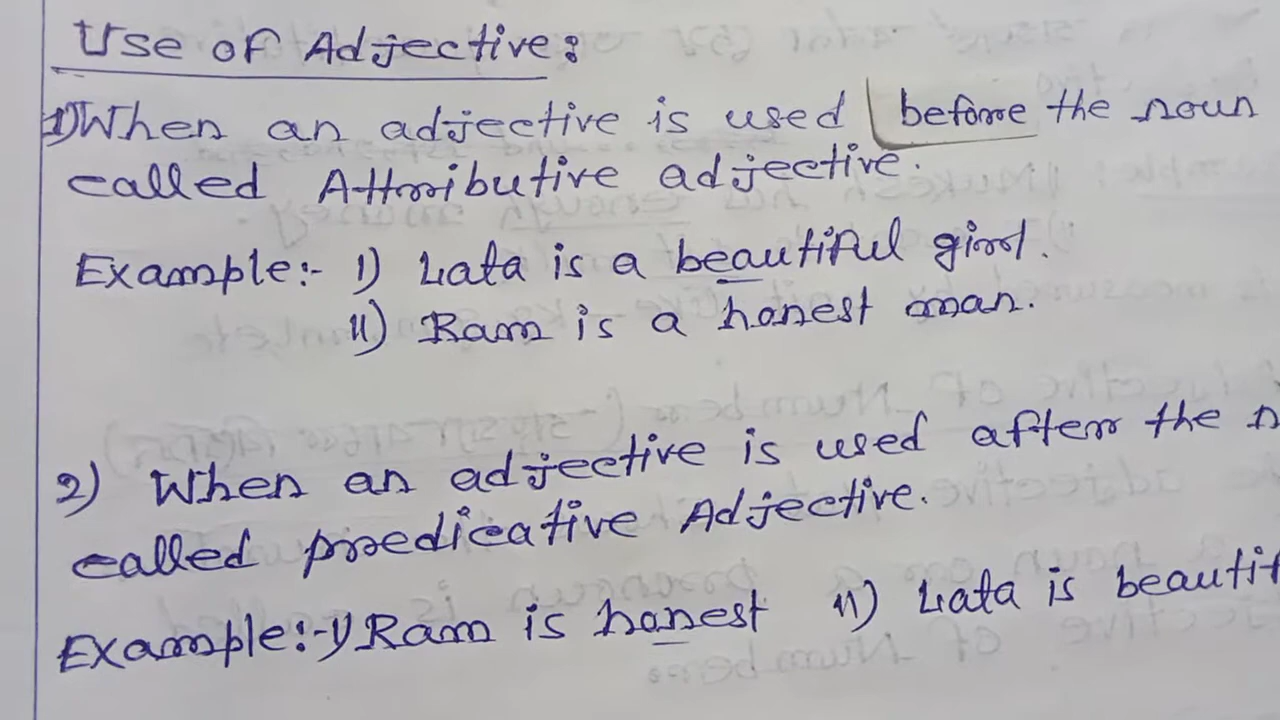 Use of Adjective:
1) When an adjective is used before the noun
called Attributive adjective.
Example:- i) Lata is a beautiful girl.
ii) Ram is a honest man.
2) When an adjective is used after the
called predicative Adjective.
Example:- i) Ram is honest ii) Lata is